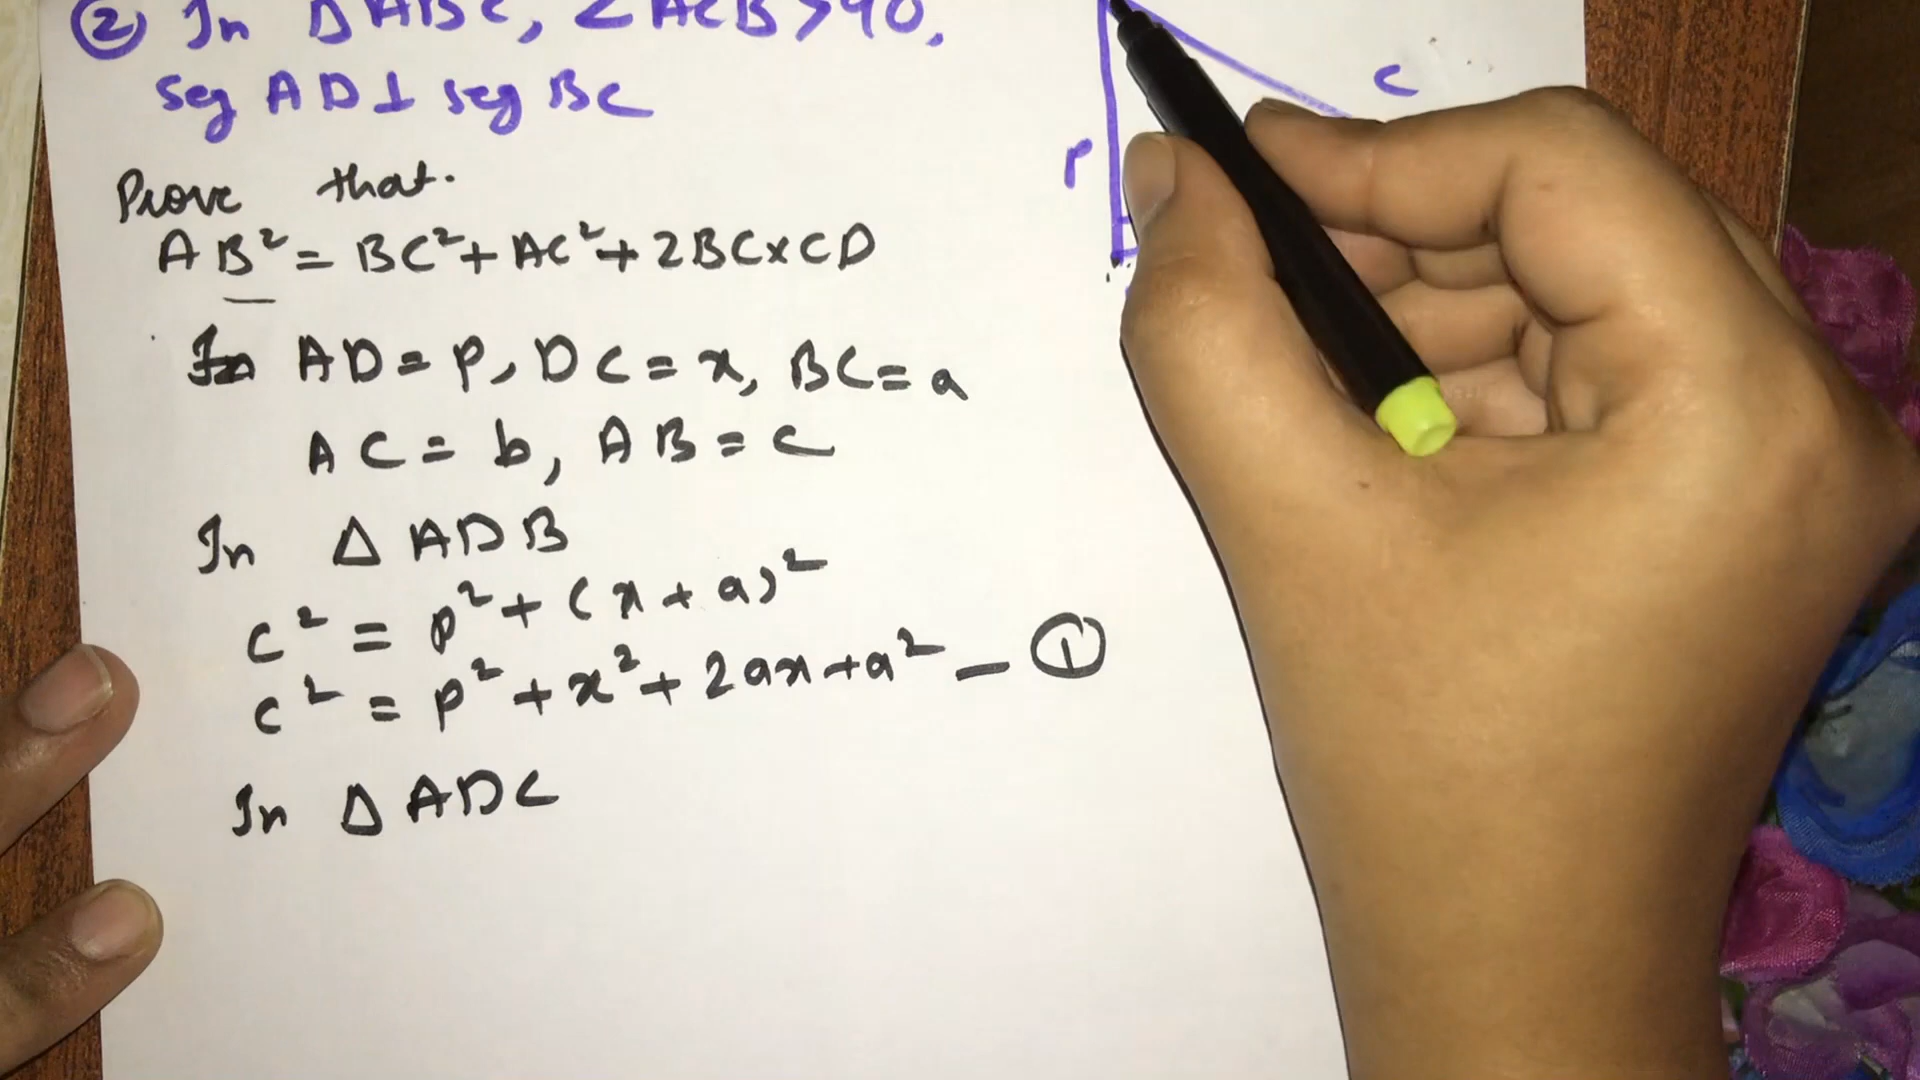 ② In Δ ABC, ∠ACB > 90,
seg AD ⊥ seg BC
Prove that.
AB² = BC² + AC² + 2BC×CD
In AD = p, DC = x, BC = a
AC = b, AB = c
In Δ ADB
c² = p² + (x + a)²
c² = p² + x² + 2ax + a² — ①
In Δ ADC
c
P